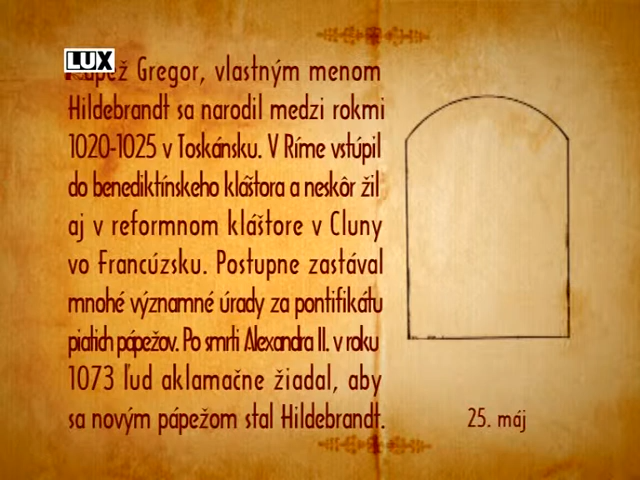 LUX
Pápež Gregor, vlastným menom
Hildebrandt sa narodil medzi rokmi
1020-1025 v Toskánsku. V Ríme vstúpil
do benediktínskeho kláštora a neskôr žil
aj v reformnom kláštore v Cluny
vo Francúzsku. Postupne zastával
mnohé významné úrady za pontifikátu
piatich pápežov. Po smrti Alexandra II. v roku
1073 ľud aklamačne žiadal, aby
sa novým pápežom stal Hildebrandt.
25. máj